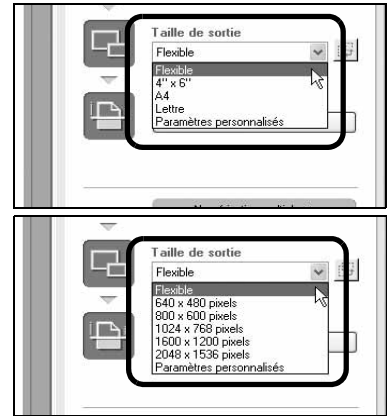 Taille de sortie
Flexible
Flexible
4" x 6"
A4
Lettre
Paramètres personnalisés
Taille de sortie
Flexible
Flexible
640 x 480 pixels
800 x 600 pixels
1024 x 768 pixels
1600 x 1200 pixels
2048 x 1536 pixels
Paramètres personnalisés